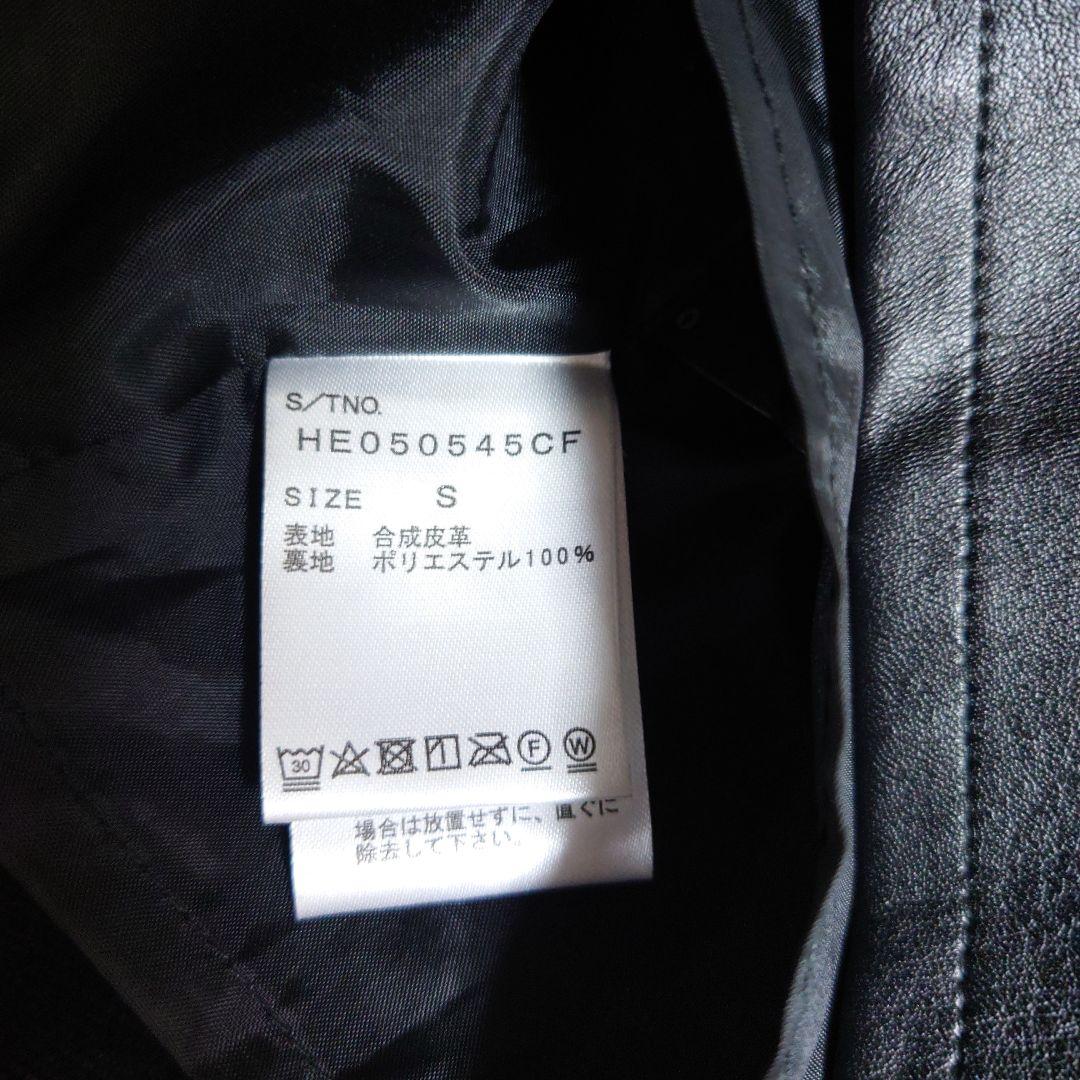 S/TNO.
HE050545CF
SIZE S
表地 合成皮革
裏地 ポリエステル100%
30 F W
場合は放置せずに、直ぐに
除去して下さい。